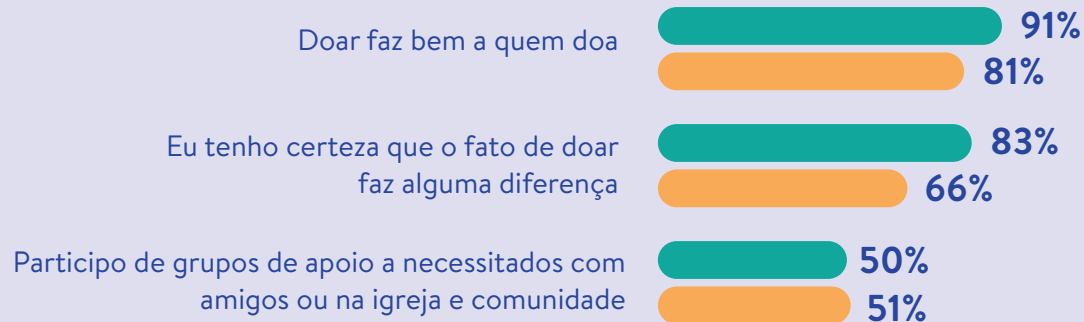 Doar faz bem a quem doa
91%
81%
Eu tenho certeza que o fato de doar
faz alguma diferença
83%
66%
Participo de grupos de apoio a necessitados com
amigos ou na igreja e comunidade
50%
51%